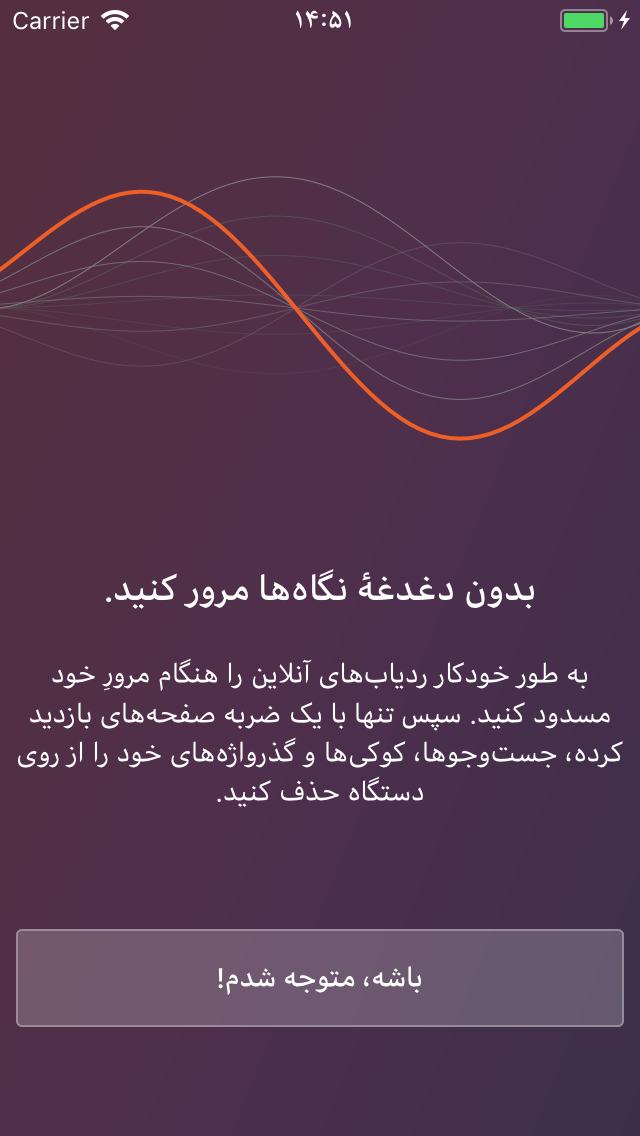 Carrier
۱۴:۵۱
بدون دغدغهٔ نگاه‌ها مرور کنید.
به طور خودکار ردیاب‌های آنلاین را هنگام مرورِ خود
مسدود کنید. سپس تنها با یک ضربه صفحه‌های بازدید
کرده، جست‌وجوها، کوکی‌ها و گذرواژه‌های خود را از روی
دستگاه حذف کنید.
باشه، متوجه شدم!